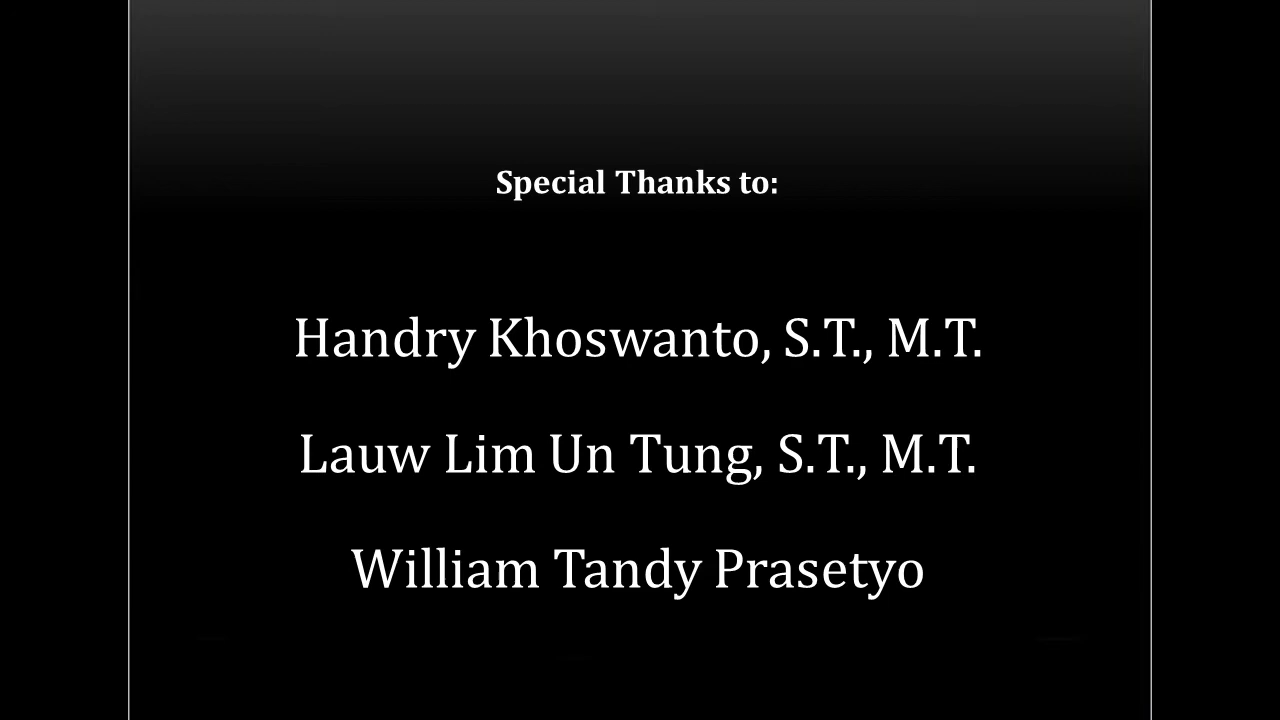 Special Thanks to:
Handry Khoswanto, S.T., M.T.
Lauw Lim Un Tung, S.T., M.T.
William Tandy Prasetyo